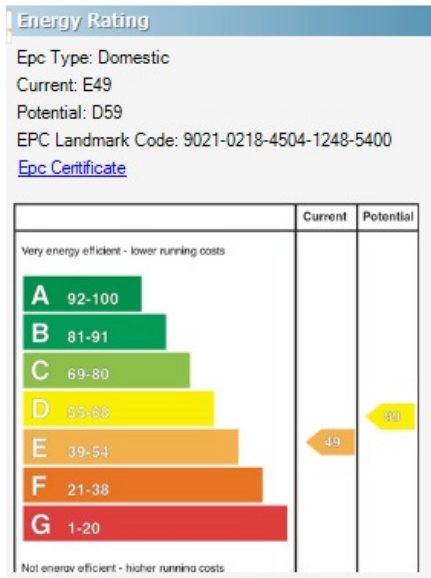 Energy Rating
Epc Type: Domestic
Current: E49
Potential: D59
EPC Landmark Code: 9021-0218-4504-1248-5400
Epc Ceritificate
Current Potential
Very energy efficient - lower running costs
A 92-100
B 81-91
C 69-80
D 55-68
59
E 39-54
49
F 21-38
G 1-20
Not energy efficient - higher running costs